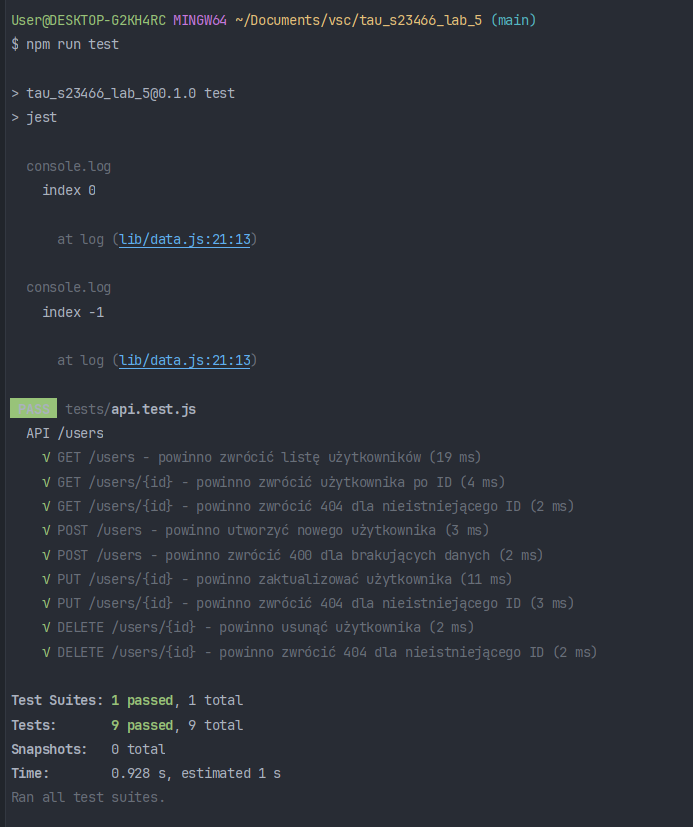 User@DESKTOP-G2KH4RC MINGW64 ~/Documents/vsc/tau_s23466_lab_5 (main)
$ npm run test
> tau_s23466_lab_5@0.1.0 test
> jest
console.log
index 0
at log (lib/data.js:21:13)
console.log
index -1
at log (lib/data.js:21:13)
tests/api.test.js
API /users
√ GET /users - powinno zwrócić listę użytkowników (19 ms)
√ GET /users/{id} - powinno zwrócić użytkownika po ID (4 ms)
√ GET /users/{id} - powinno zwrócić 404 dla nieistniejącego ID (2 ms)
√ POST /users - powinno utworzyć nowego użytkownika (3 ms)
√ POST /users - powinno zwrócić 400 dla brakujących danych (2 ms)
√ PUT /users/{id} - powinno zaktualizować użytkownika (11 ms)
√ PUT /users/{id} - powinno zwrócić 404 dla nieistniejącego ID (3 ms)
√ DELETE /users/{id} - powinno usunąć użytkownika (2 ms)
√ DELETE /users/{id} - powinno zwrócić 404 dla nieistniejącego ID (2 ms)
Test Suites: 1 passed, 1 total
Tests: 9 passed, 9 total
Snapshots: 0 total
Time: 0.928 s, estimated 1 s
Ran all test suites.